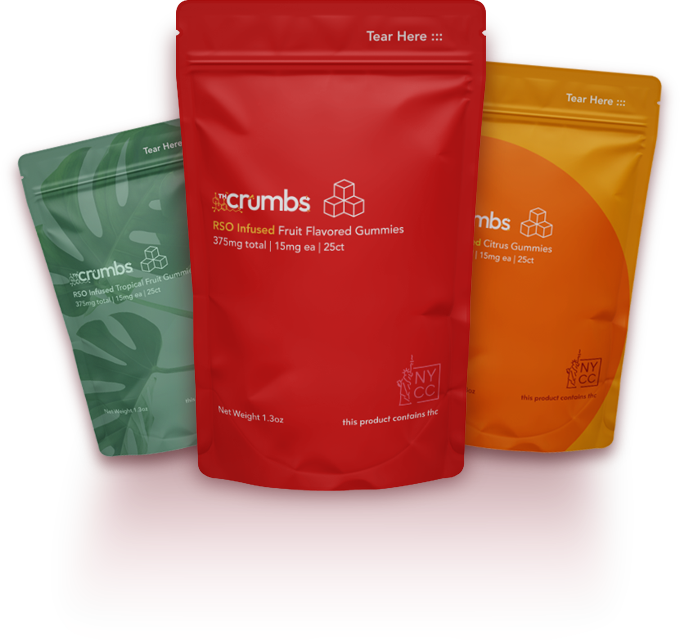 Tear Here :::
THCrumbs
RSO Infused Fruit Flavored Gummies
375mg total | 15mg ea | 25ct
NY
CC
Net Weight 1.3oz
this product contains thc
Tear Here
crumbs
RSO Infused Tropical Fruit Gummies
375mg total | 15mg ea | 25ct
Net Weight 1.3oz
Tear Here :::
mbs
ed Citrus Gummies
| 15mg ea | 25ct
NY
CC
this product contains thc